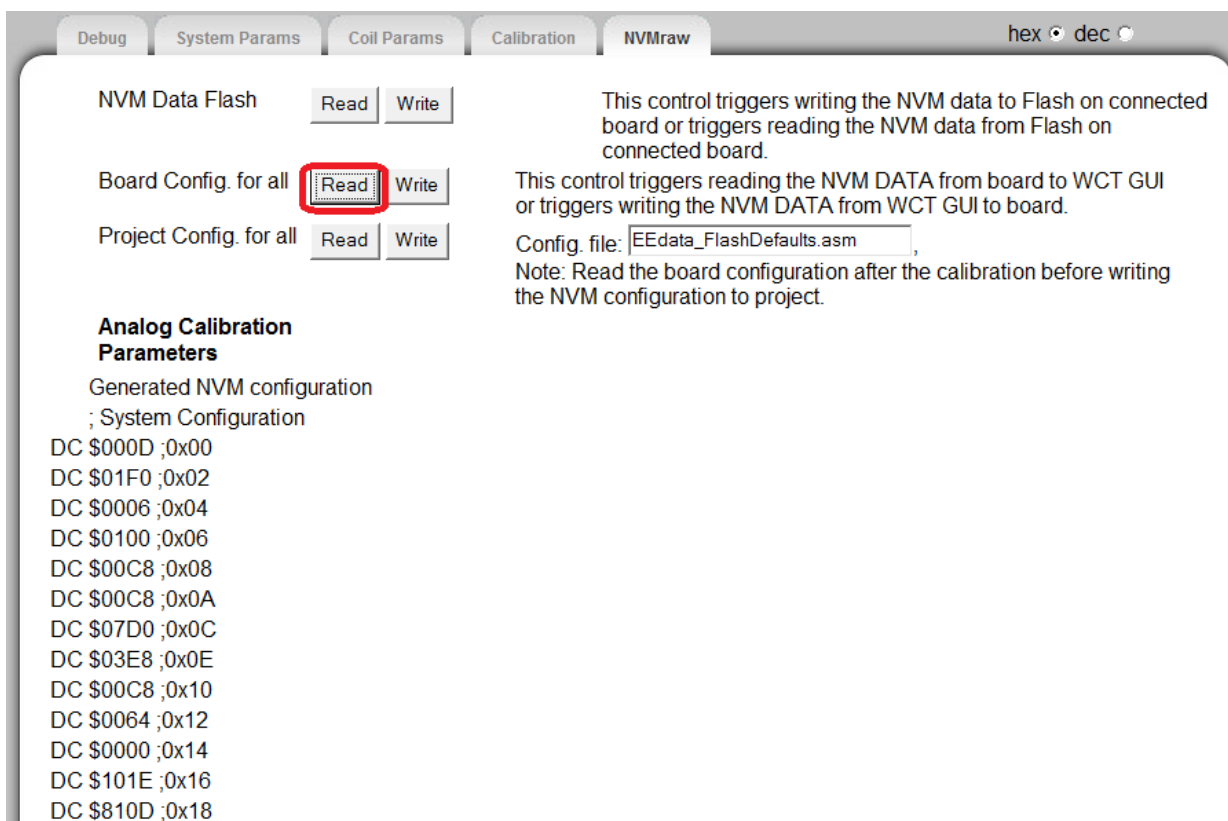 Debug System Params Coil Params Calibration NVMraw hex dec
NVM Data Flash Read Write
This control triggers writing the NVM data to Flash on connected
board or triggers reading the NVM data from Flash on
connected board.
Board Config. for all Read Write
This control triggers reading the NVM DATA from board to WCT GUI
or triggers writing the NVM DATA from WCT GUI to board.
Project Config. for all Read Write
Config. file: EEdata_FlashDefaults.asm ,
Note: Read the board configuration after the calibration before writing
the NVM configuration to project.
Analog Calibration
Parameters
Generated NVM configuration
; System Configuration
DC $000D ;0x00
DC $01F0 ;0x02
DC $0006 ;0x04
DC $0100 ;0x06
DC $00C8 ;0x08
DC $00C8 ;0x0A
DC $07D0 ;0x0C
DC $03E8 ;0x0E
DC $00C8 ;0x10
DC $0064 ;0x12
DC $0000 ;0x14
DC $101E ;0x16
DC $810D ;0x18